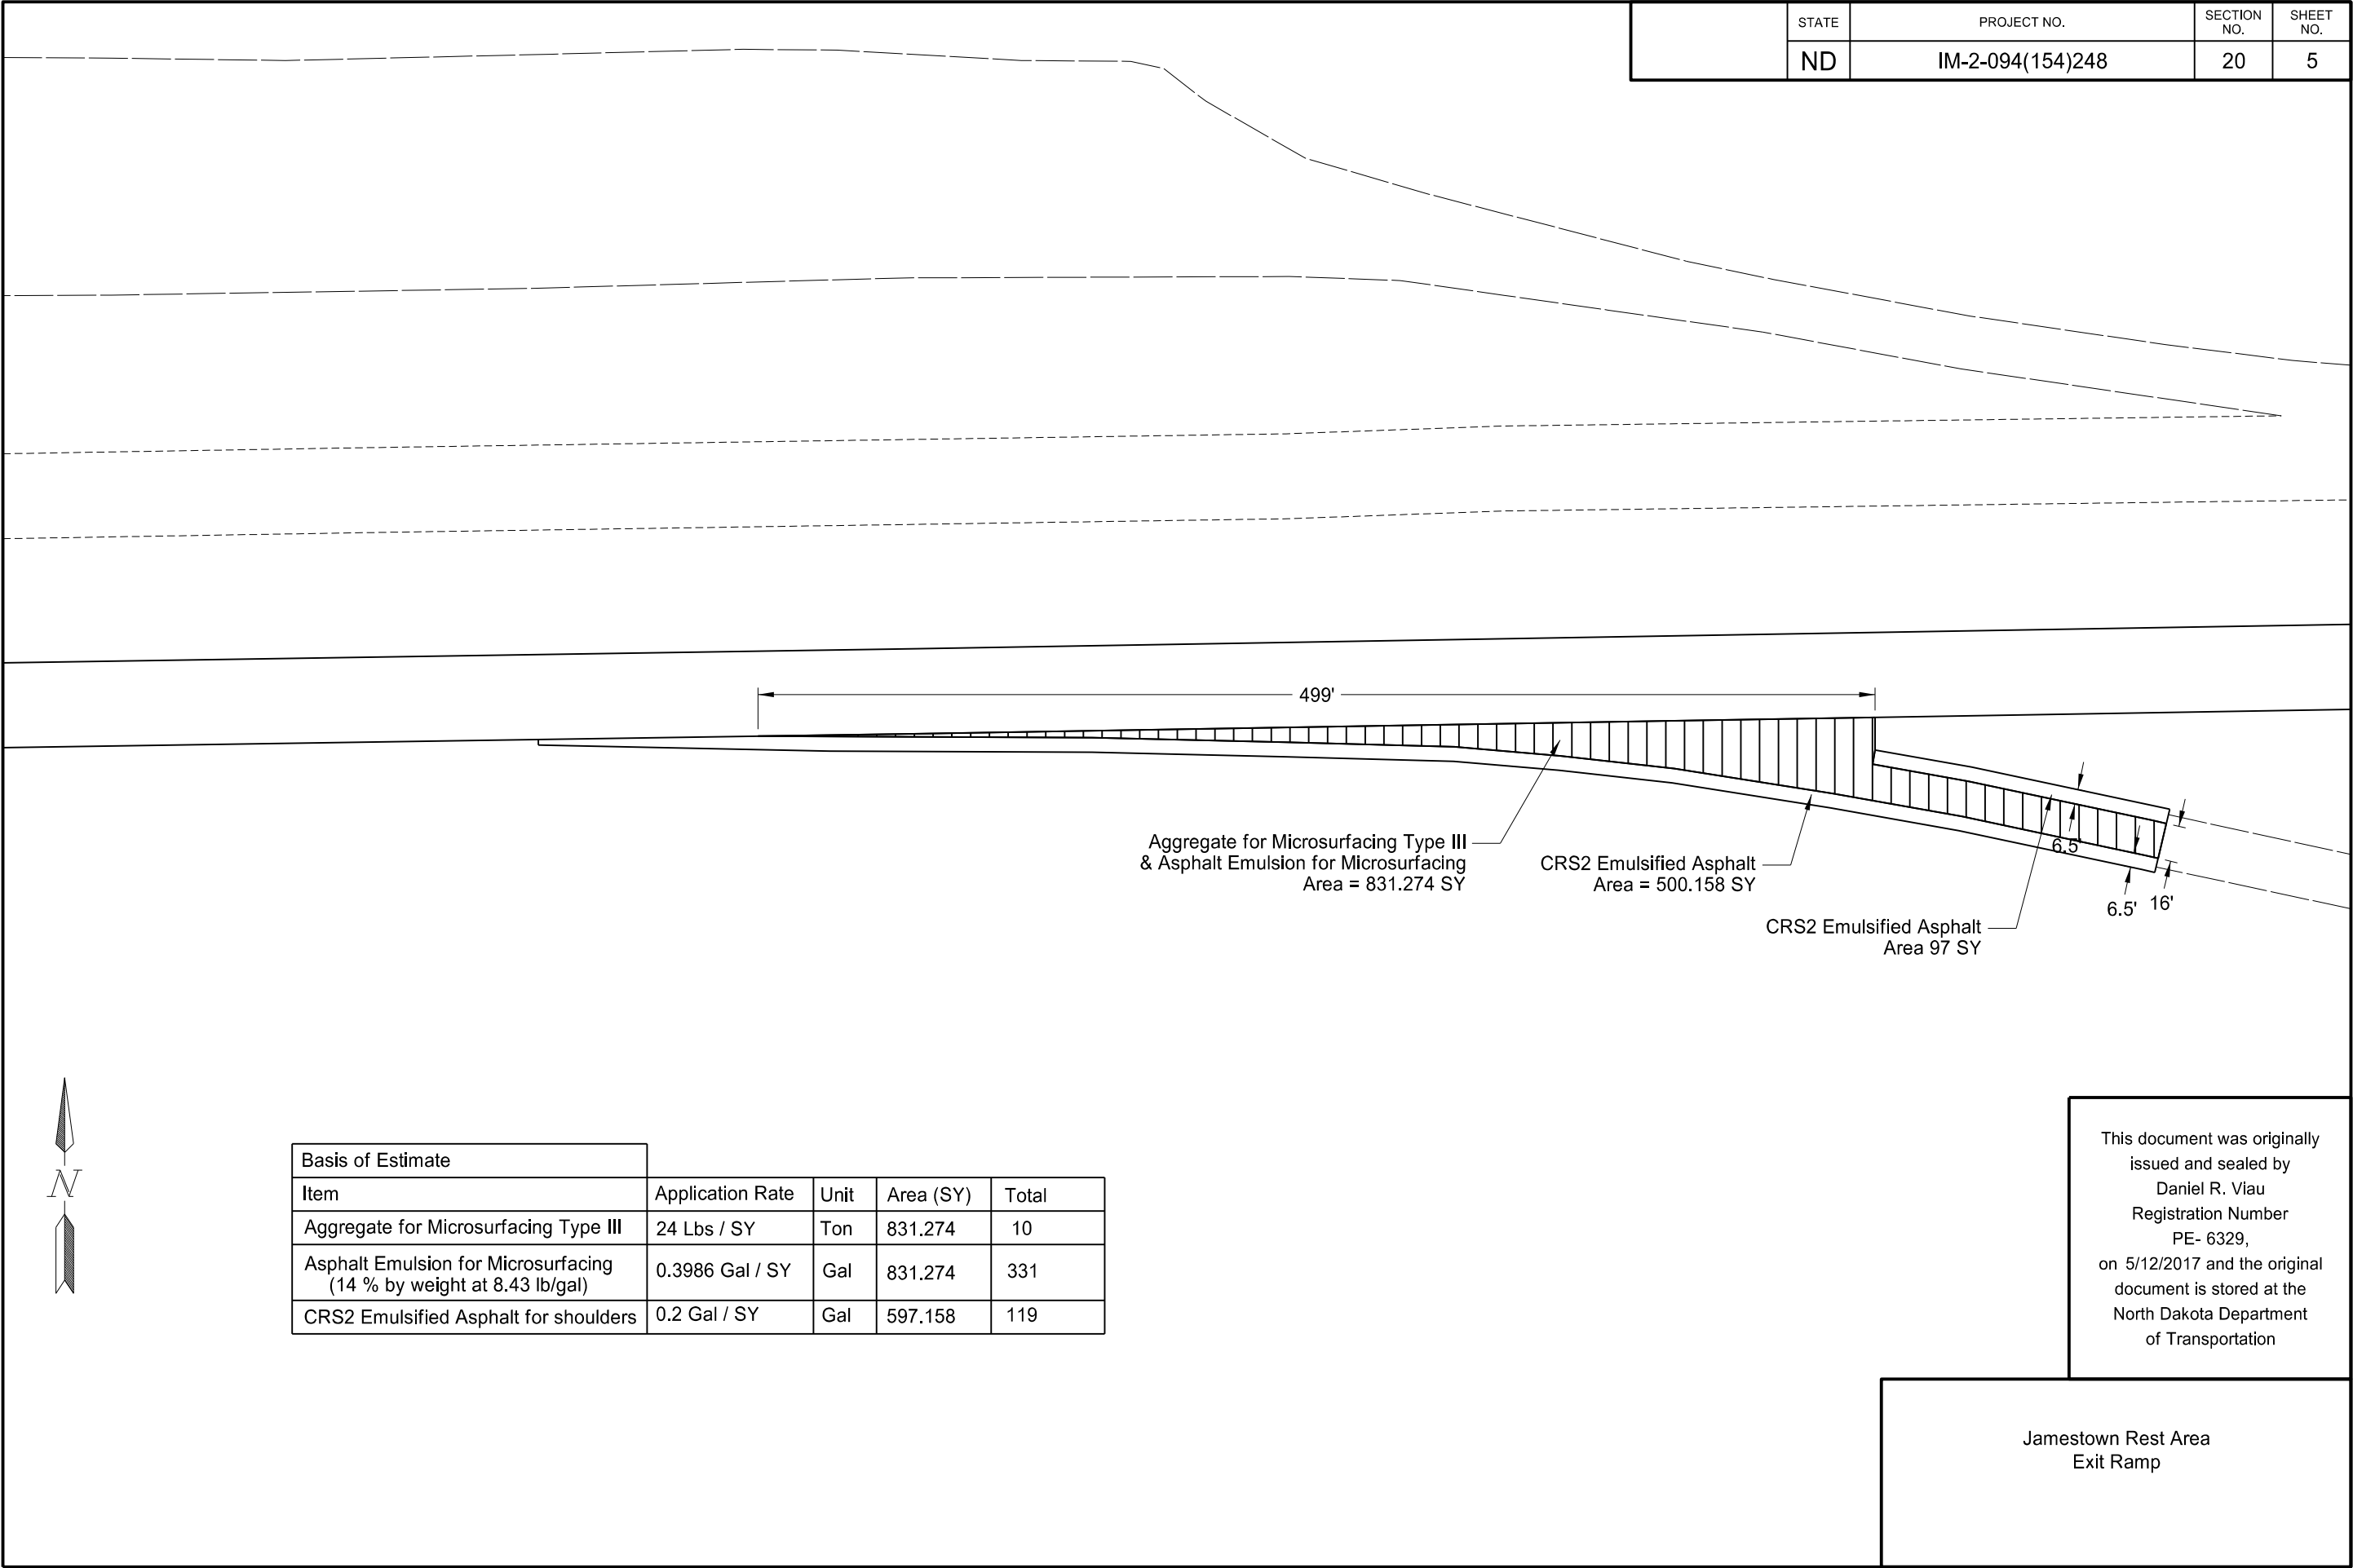 STATE
PROJECT NO.
SECTION
NO.
SHEET
NO.
ND
IM-2-094(154)248
20
5
499'
Aggregate for Microsurfacing Type III
& Asphalt Emulsion for Microsurfacing
Area = 831.274 SY
CRS2 Emulsified Asphalt
Area = 500.158 SY
CRS2 Emulsified Asphalt
Area 97 SY
6.5'
6.5'
16'
N
Basis of Estimate
Item Application Rate Unit Area (SY) Total
Aggregate for Microsurfacing Type III 24 Lbs / SY Ton 831.274 10
Asphalt Emulsion for Microsurfacing
(14 % by weight at 8.43 lb/gal)
0.3986 Gal / SY Gal 831.274 331
CRS2 Emulsified Asphalt for shoulders 0.2 Gal / SY Gal 597.158 119
This document was originally
issued and sealed by
Daniel R. Viau
Registration Number
PE- 6329,
on 5/12/2017 and the original
document is stored at the
North Dakota Department
of Transportation
Jamestown Rest Area
Exit Ramp